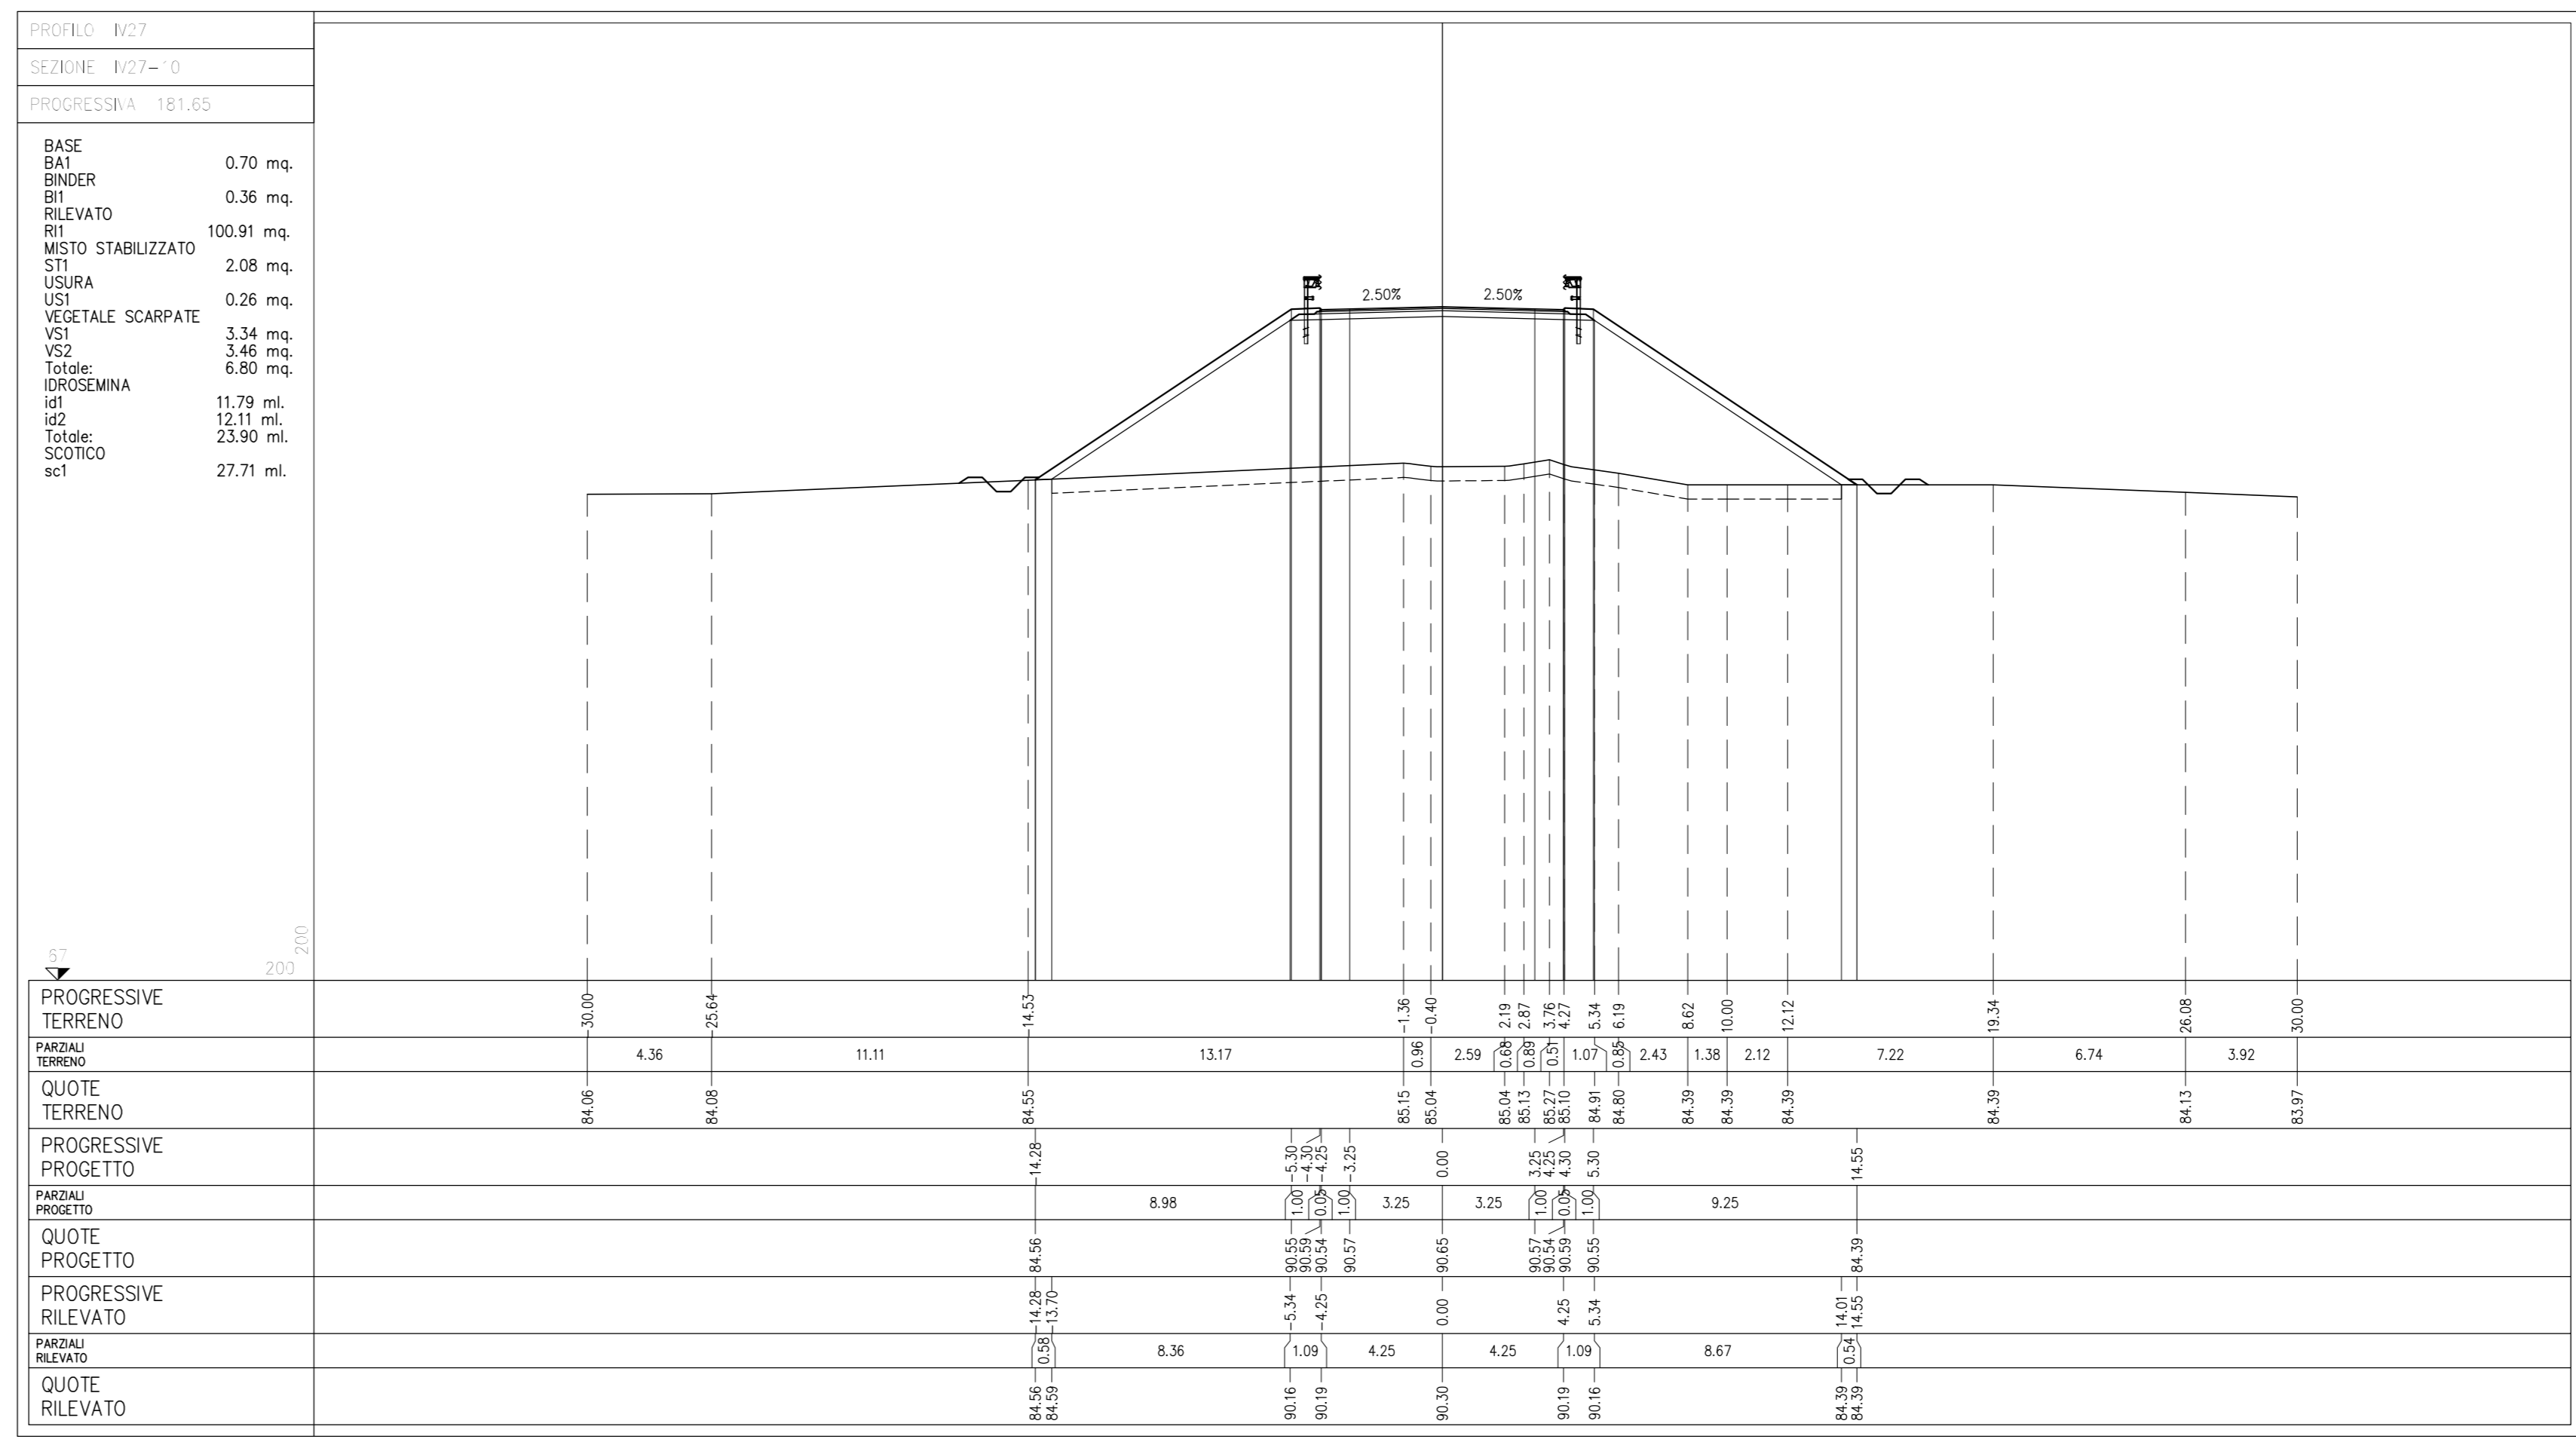 PROFILO IV27
SEZIONE IV27-10
PROGRESSIVA 181.65
BASE
BA1 0.70 mq.
BINDER
BI1 0.36 mq.
RILEVATO
RI1 100.91 mq.
MISTO STABILIZZATO
ST1 2.08 mq.
USURA
US1 0.26 mq.
VEGETALE SCARPATE
VS1 3.34 mq.
VS2 3.46 mq.
Totale: 6.80 mq.
IDROSEMINA
id1 11.79 ml.
id2 12.11 ml.
Totale: 23.90 ml.
SCOTICO
sc1 27.71 ml.
2.50% 2.50%
67 200 200
PROGRESSIVE
TERRENO
-30.00 -25.64 -14.53 -1.36 -0.40 2.19 2.87 3.76 4.27 5.34 6.19 8.62 10.00 12.12 19.34 26.08 30.00
PARZIALI
TERRENO
4.36 11.11 13.17 0.96 2.59 0.68 0.89 0.51 1.07 0.85 2.43 1.38 2.12 7.22 6.74 3.92
QUOTE
TERRENO
84.06 84.08 84.55 85.15 85.04 85.04 85.13 85.27 85.10 84.91 84.80 84.39 84.39 84.39 84.39 84.13 83.97
PROGRESSIVE
PROGETTO
-14.28 -5.30 -4.30 -4.25 -3.25 0.00 3.25 4.25 4.30 5.30 14.55
PARZIALI
PROGETTO
8.98 1.00 0.05 1.00 3.25 3.25 1.00 0.05 1.00 9.25
QUOTE
PROGETTO
84.56 90.55 90.59 90.54 90.57 90.65 90.57 90.54 90.59 90.55 84.39
PROGRESSIVE
RILEVATO
-14.28 -13.70 -5.34 -4.25 0.00 4.25 5.34 14.01 14.55
PARZIALI
RILEVATO
0.58 8.36 1.09 4.25 4.25 1.09 8.67 0.54
QUOTE
RILEVATO
84.56 84.59 90.16 90.19 90.30 90.19 90.16 84.39 84.39